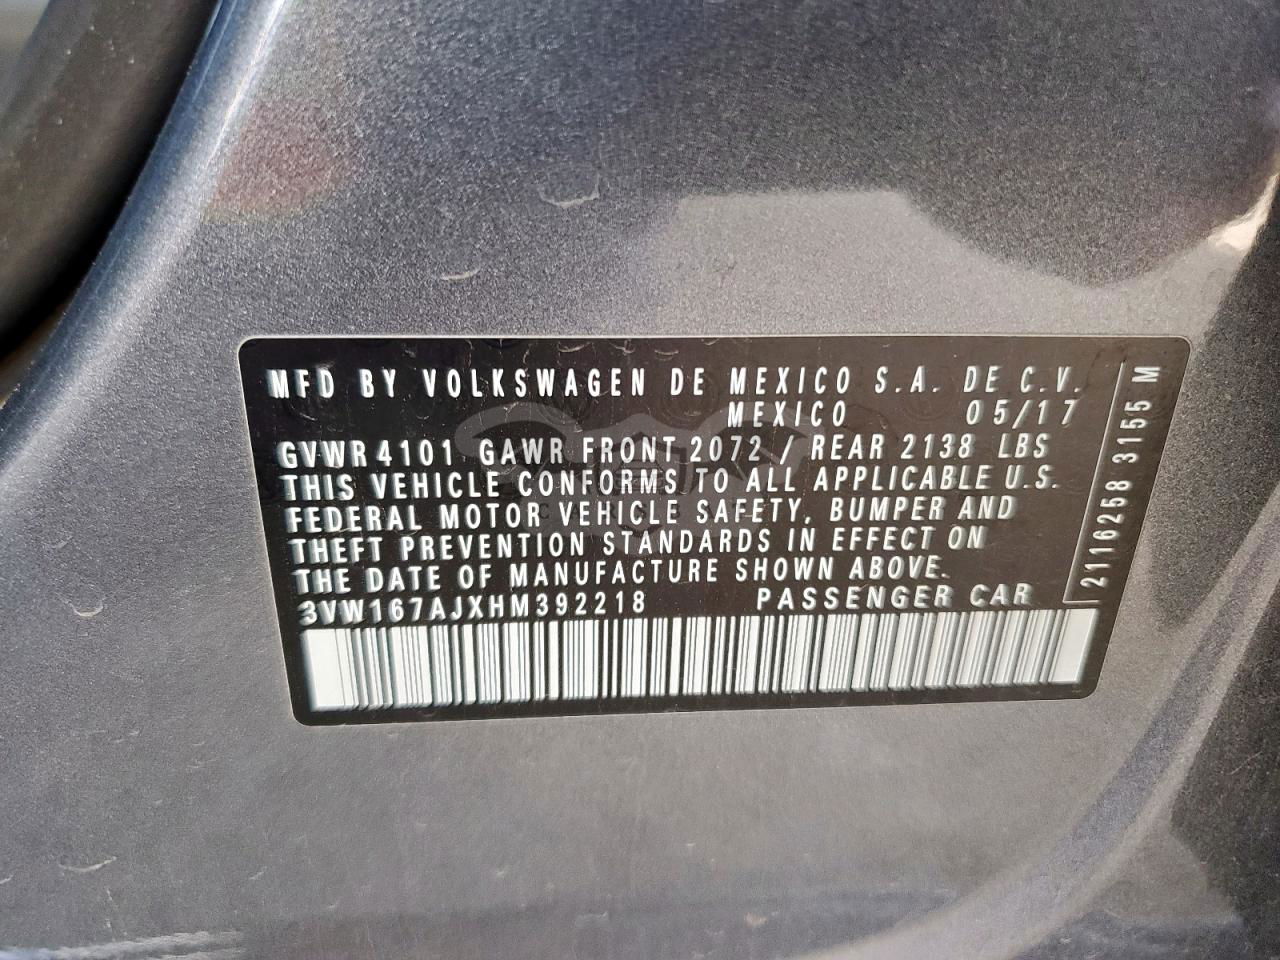 MFD BY VOLKSWAGEN DE MEXICO S.A. DE C.V.
MEXICO 05/17
GVWR 4101 GAWR FRONT 2072 / REAR 2138 LBS
THIS VEHICLE CONFORMS TO ALL APPLICABLE U.S.
FEDERAL MOTOR VEHICLE SAFETY, BUMPER AND
THEFT PREVENTION STANDARDS IN EFFECT ON
THE DATE OF MANUFACTURE SHOWN ABOVE.
3VW167AJXHM392218 PASSENGER CAR
2116258 3155 M